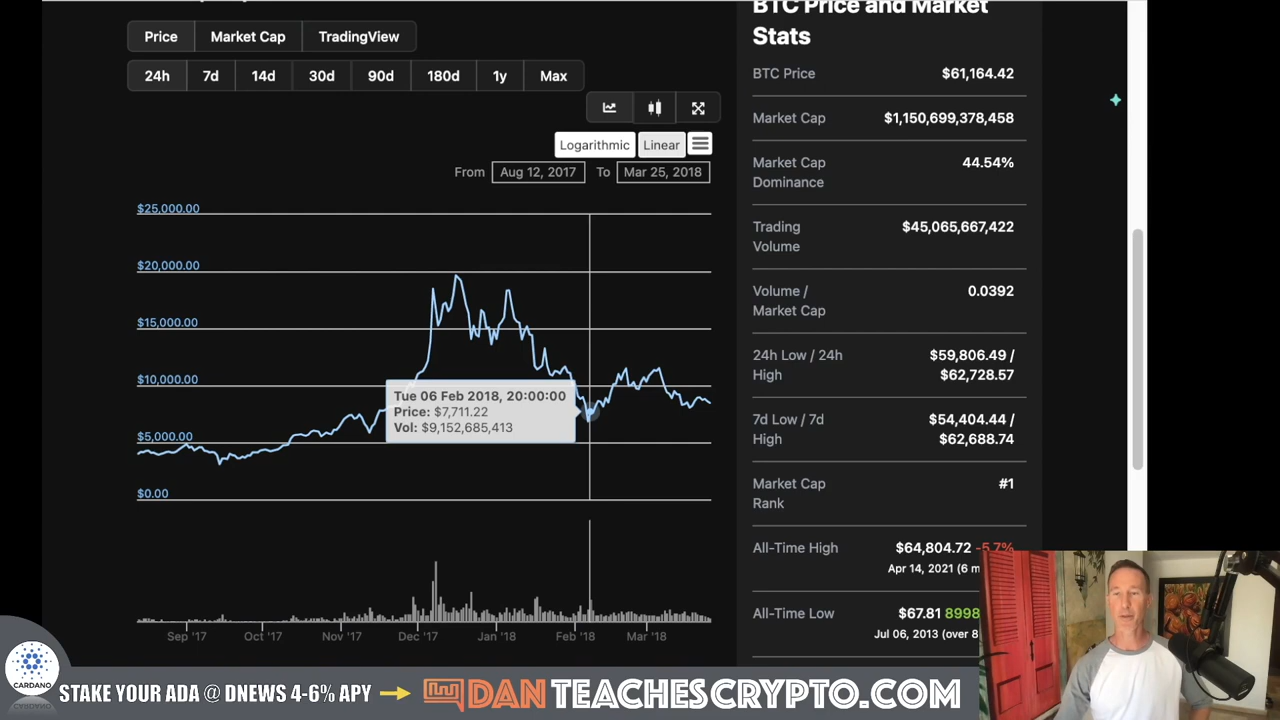 BTC Price and Market
Stats
Price
Market Cap
TradingView
24h
7d
14d
30d
90d
180d
1y
Max
Logarithmic
Linear
From
Aug 12, 2017
To
Mar 25, 2018
$25,000.00
$20,000.00
$15,000.00
$10,000.00
$5,000.00
$0.00
Tue 06 Feb 2018, 20:00:00
Price: $7,711.22
Vol: $9,152,685,413
Sep '17
Oct '17
Nov '17
Dec '17
Jan '18
Feb '18
Mar '18
BTC Price
$61,164.42
Market Cap
$1,150,699,378,458
Market Cap
Dominance
44.54%
Trading
Volume
$45,065,667,422
Volume /
Market Cap
0.0392
24h Low / 24h
High
$59,806.49 /
$62,728.57
7d Low / 7d
High
$54,404.44 /
$62,688.74
Market Cap
Rank
#1
All-Time High
$64,804.72 -5.7%
Apr 14, 2021 (6 m
All-Time Low
$67.81 8998
Jul 06, 2013 (over 8
CARDANO
STAKE YOUR ADA @ DNEWS 4-6% APY
DANTEACHESCRYPTO.COM